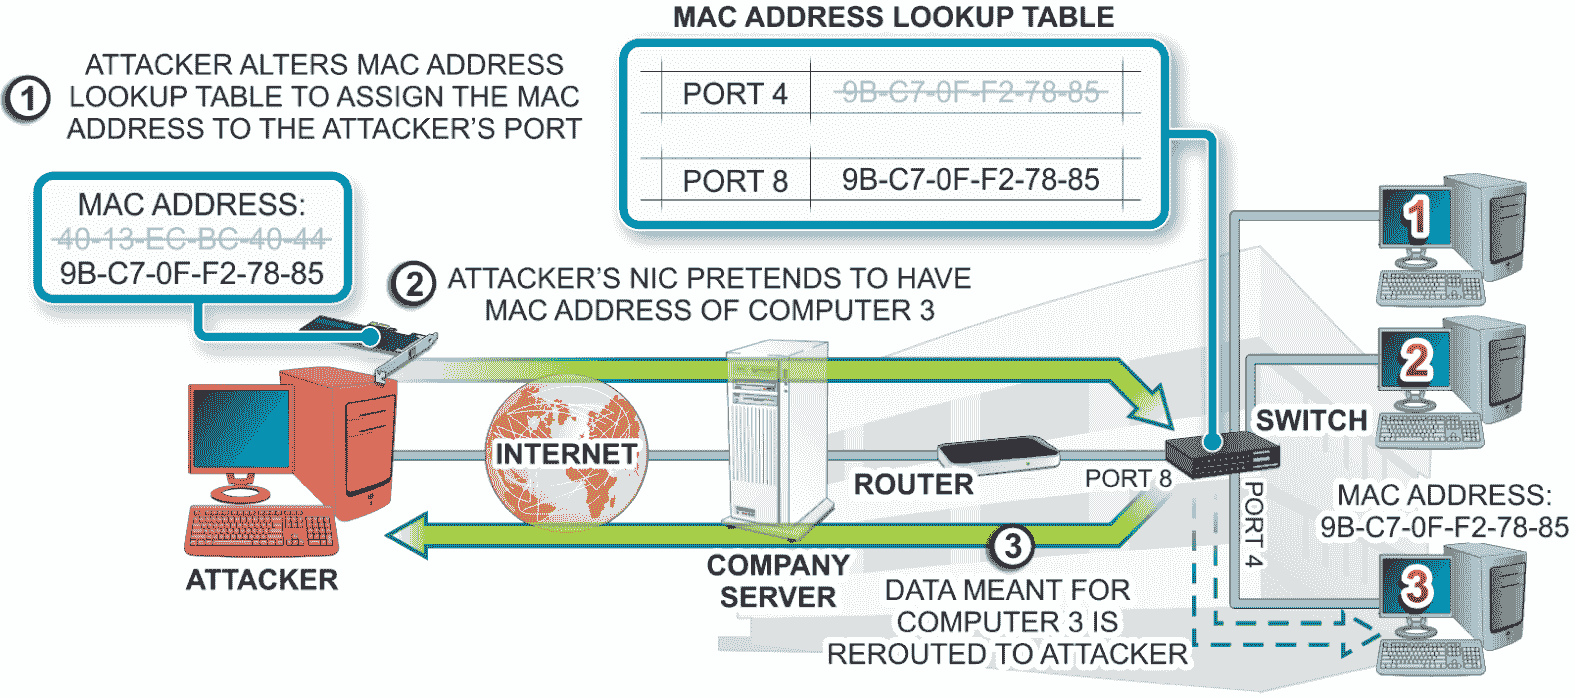 MAC ADDRESS LOOKUP TABLE
1
ATTACKER ALTERS MAC ADDRESS
LOOKUP TABLE TO ASSIGN THE MAC
ADDRESS TO THE ATTACKER'S PORT
PORT 4 9B-C7-0F-F2-78-85
PORT 8 9B-C7-0F-F2-78-85
MAC ADDRESS:
40-13-EC-BC-40-44
9B-C7-0F-F2-78-85
2
ATTACKER'S NIC PRETENDS TO HAVE
MAC ADDRESS OF COMPUTER 3
1
2
SWITCH
INTERNET
ROUTER
PORT 8
PORT 4
MAC ADDRESS:
9B-C7-0F-F2-78-85
3
ATTACKER
COMPANY
SERVER
3
DATA MEANT FOR
COMPUTER 3 IS
REROUTED TO ATTACKER